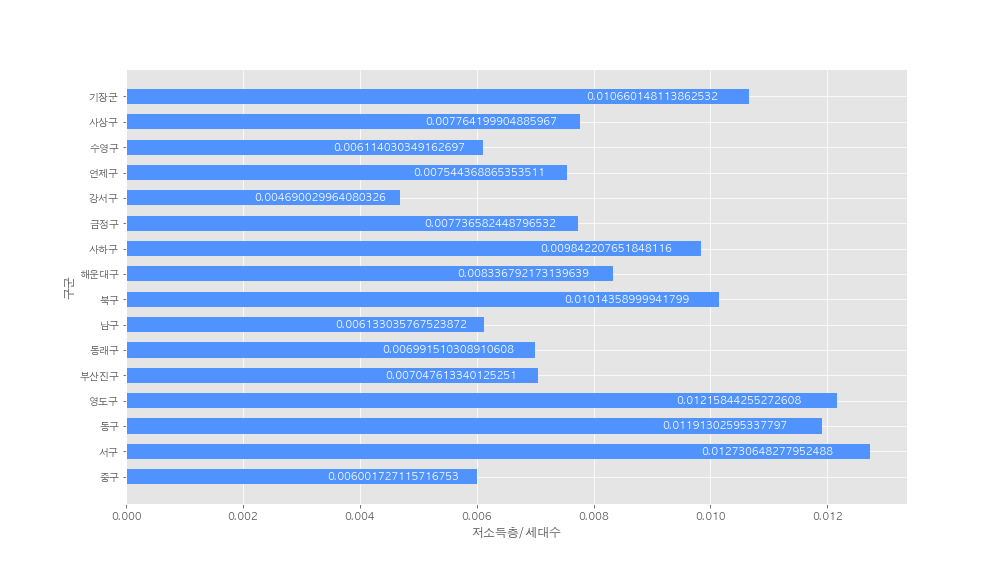 기장군 0.010660148113862532
사상구 0.007764199904885967
수영구 0.006114030349162697
연제구 0.007544368865353511
강서구 0.004690029964080326
금정구 0.007736582448796532
사하구 0.009842207651848116
해운대구 0.008336792173139639
북구 0.01014358999941799
남구 0.006133035767523872
동래구 0.006991510308910608
부산진구 0.007047613340125251
영도구 0.01215844255272608
동구 0.01191302595337797
서구 0.012730648277952488
중구 0.006001727115716753
구군
0.000 0.002 0.004 0.006 0.008 0.010 0.012
저소득층/ 세대수